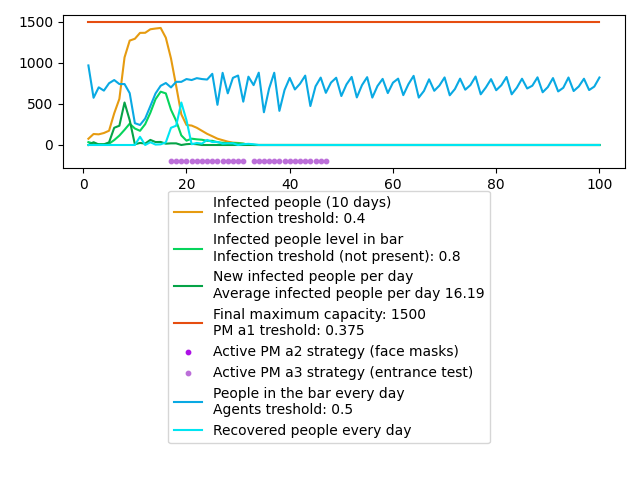 1500
1000
500
0
0
20
40
60
80
100
Infected people (10 days)
Infection treshold: 0.4
Infected people level in bar
Infection treshold (not present): 0.8
New infected people per day
Average infected people per day 16.19
Final maximum capacity: 1500
PM a1 treshold: 0.375
Active PM a2 strategy (face masks)
Active PM a3 strategy (entrance test)
People in the bar every day
Agents treshold: 0.5
Recovered people every day